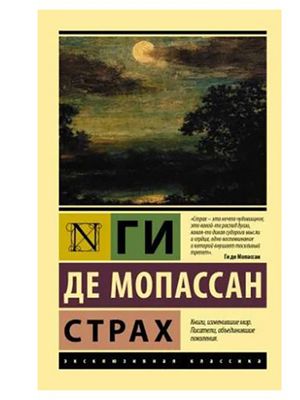 «Страх – это нечто чудовищное,
это какой-то распад души,
какая-то дикая судорога мысли
и сердца, одно воспоминание
о которой внушает тоскливый
трепет».
Ги де Мопассан
N
ГИ
ДЕ МОПАССАН
СТРАХ
Книги, изменившие мир.
Писатели, объединившие
поколения.
эксклюзивная классика